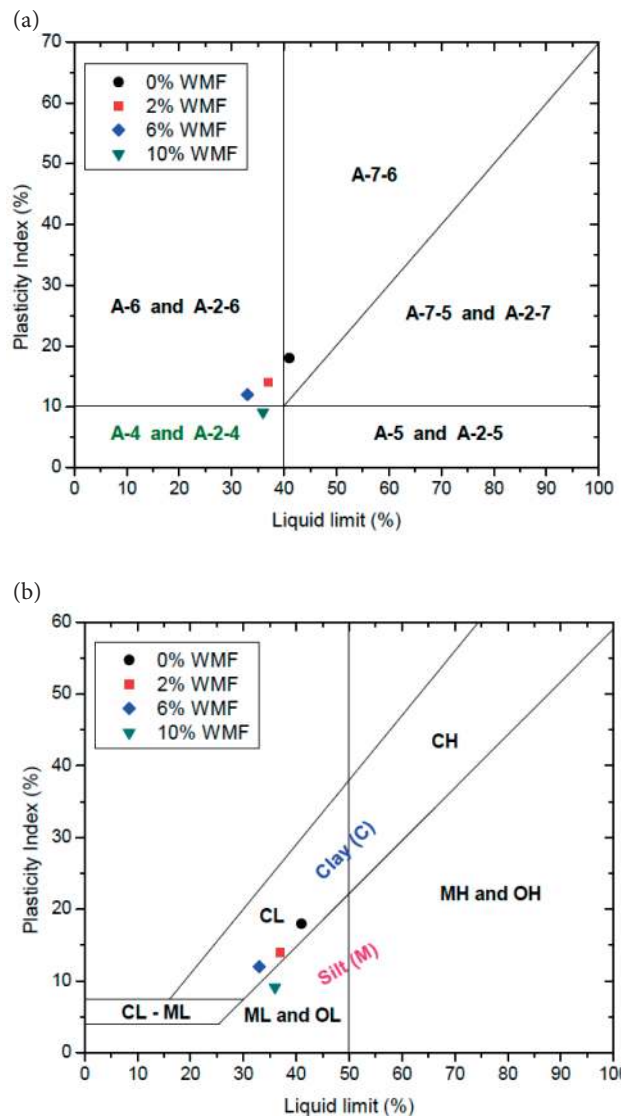 (a)
70
60
50
40
30
20
10
0
Plasticity Index (%)
0% WMF
2% WMF
6% WMF
10% WMF
A-7-6
A-6 and A-2-6
A-7-5 and A-2-7
A-4 and A-2-4
A-5 and A-2-5
0 10 20 30 40 50 60 70 80 90 100
Liquid limit (%)
(b)
60
50
40
30
20
10
0
Plasticity Index (%)
0% WMF
2% WMF
6% WMF
10% WMF
CH
Clay (C)
CL
MH and OH
Silt (M)
CL - ML
ML and OL
0 10 20 30 40 50 60 70 80 90 100
Liquid limit (%)